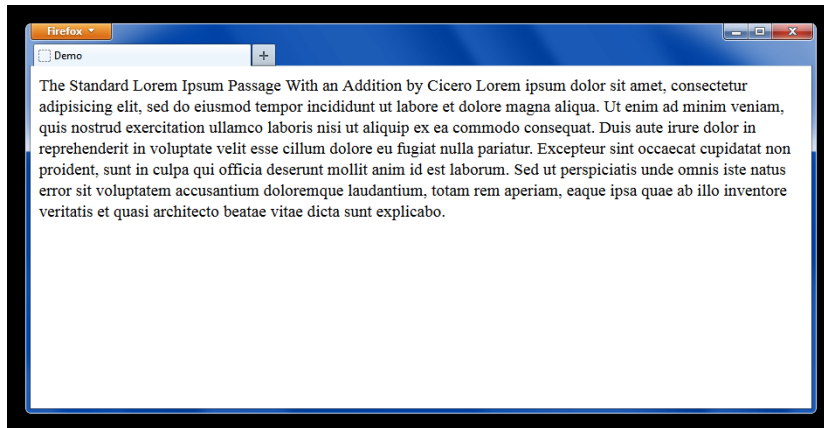 Firefox
Demo
The Standard Lorem Ipsum Passage With an Addition by Cicero Lorem ipsum dolor sit amet, consectetur
adipisicing elit, sed do eiusmod tempor incididunt ut labore et dolore magna aliqua. Ut enim ad minim veniam,
quis nostrud exercitation ullamco laboris nisi ut aliquip ex ea commodo consequat. Duis aute irure dolor in
reprehenderit in voluptate velit esse cillum dolore eu fugiat nulla pariatur. Excepteur sint occaecat cupidatat non
proident, sunt in culpa qui officia deserunt mollit anim id est laborum. Sed ut perspiciatis unde omnis iste natus
error sit voluptatem accusantium doloremque laudantium, totam rem aperiam, eaque ipsa quae ab illo inventore
veritatis et quasi architecto beatae vitae dicta sunt explicabo.